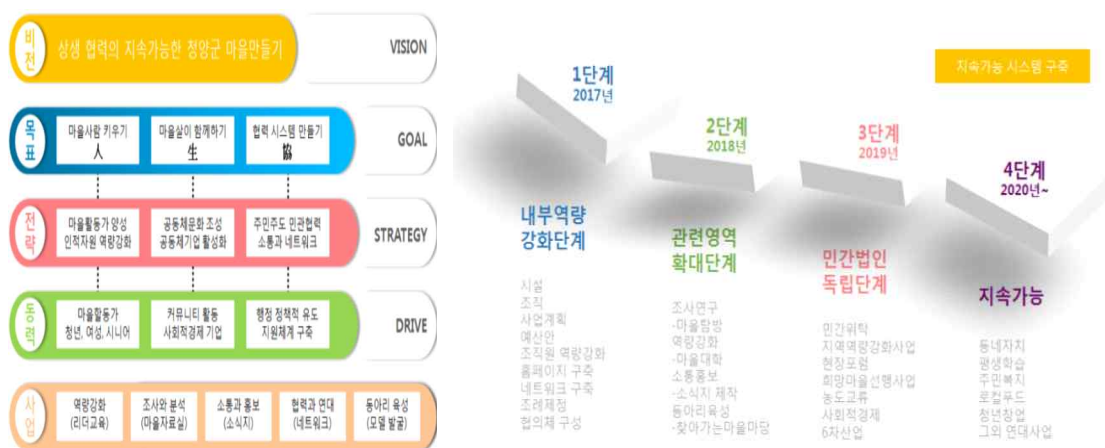 비전
상생 협력의 지속가능한 청양군 마을만들기
VISION
목표
마을사람 키우기
人
마을살이 함께하기
生
협력 시스템 만들기
協
GOAL
전략
마을활동가 양성
인적자원 역량강화
공동체문화 조성
공동체기업 활성화
주민주도 민관협력
소통과 네트워크
STRATEGY
동력
마을활동가
청년, 여성, 시니어
커뮤니티 활동
사회적경제 기업
행정 정책적 유도
지원체계 구축
DRIVE
사업
역량강화
(리더교육)
조사와 분석
(마을자료실)
소통과 홍보
(소식지)
협력과 연대
(네트워크)
동아리 육성
(모델 발굴)
지속가능 시스템 구축
1단계
2017년
내부역량
강화단계
시설
조직
사업계획
예산안
조직원 역량강화
홈페이지 구축
네트워크 구축
조례제정
협의체 구성
2단계
2018년
관련영역
확대단계
조사연구
-마을탐방
역량강화
-마을대학
소통홍보
-소식지 제작
동아리육성
-찾아가는마을마당
3단계
2019년
민간법인
독립단계
민간위탁
지역역량강화사업
현장포럼
희망마을선행사업
농도교류
사회적경제
6차산업
4단계
2020년~
지속가능
동네자치
평생학습
주민복지
로컬푸드
청년창업
그외 연대사업